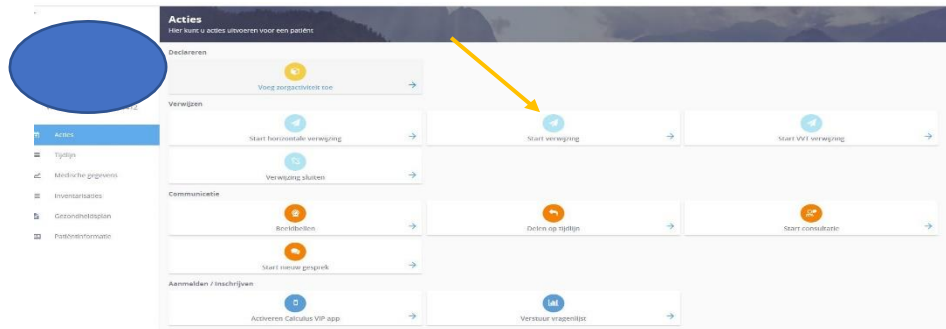 Acties
Hier kunt u acties uitvoeren voor een patiënt
Declareren
Voeg zorgactiviteit toe
Verwijzen
Start horizontale verwijzing
Start verwijzing
Start VVT verwijzing
Verwijzing sluiten
Communicatie
Beeldbellen
Delen op tijdlijn
Start consultatie
Start nieuw gesprek
Aanmelden / Inschrijven
Activeren Calculus VIP app
Verstuur vragenlijst
Acties
Tijdlijn
Medische gegevens
Inventarisaties
Gezondheidsplan
Patiëntinformatie